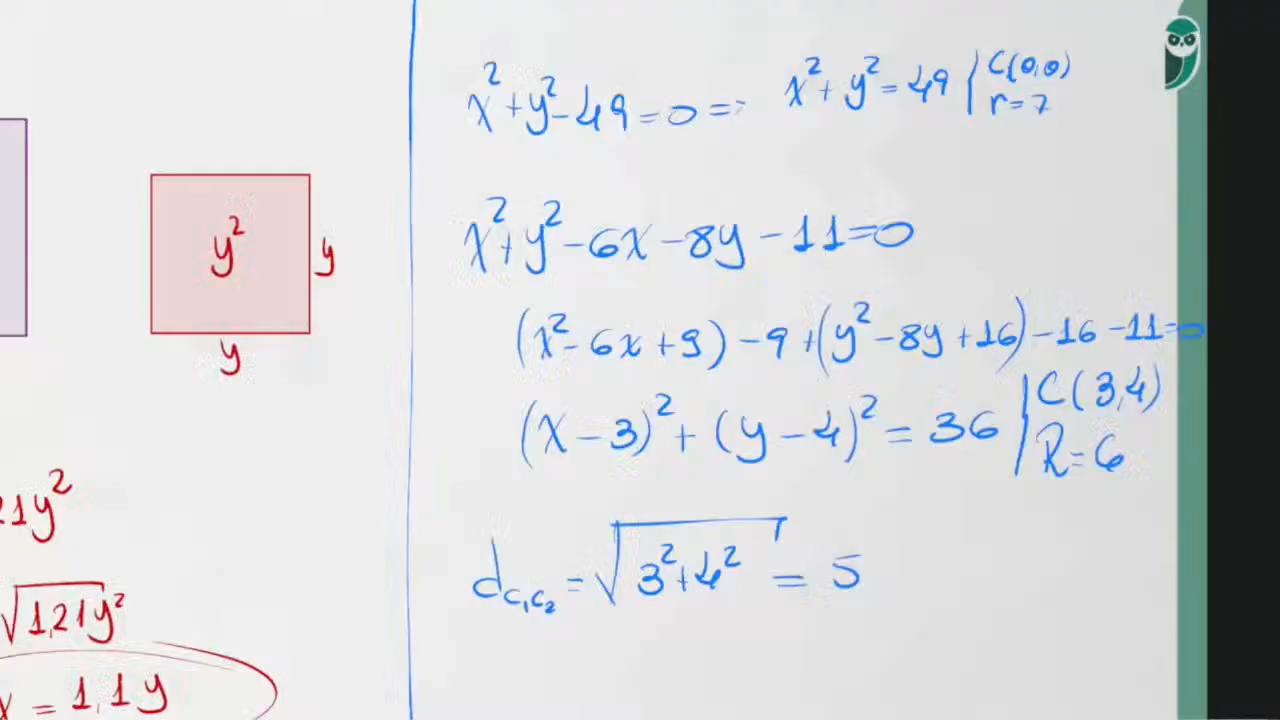 y²
y
y
21y²
√1,21y²
x = 1,1y
x²+y²-49=0 => x²+y²=49 | C(0,0)
r=7
x²+y²-6x-8y-11=0
(x²-6x+9)-9+(y²-8y+16)-16-11=0
(x-3)²+(y-4)²=36 | C(3,4)
R=6
d_{C₁C₂} = √3²+4² = 5